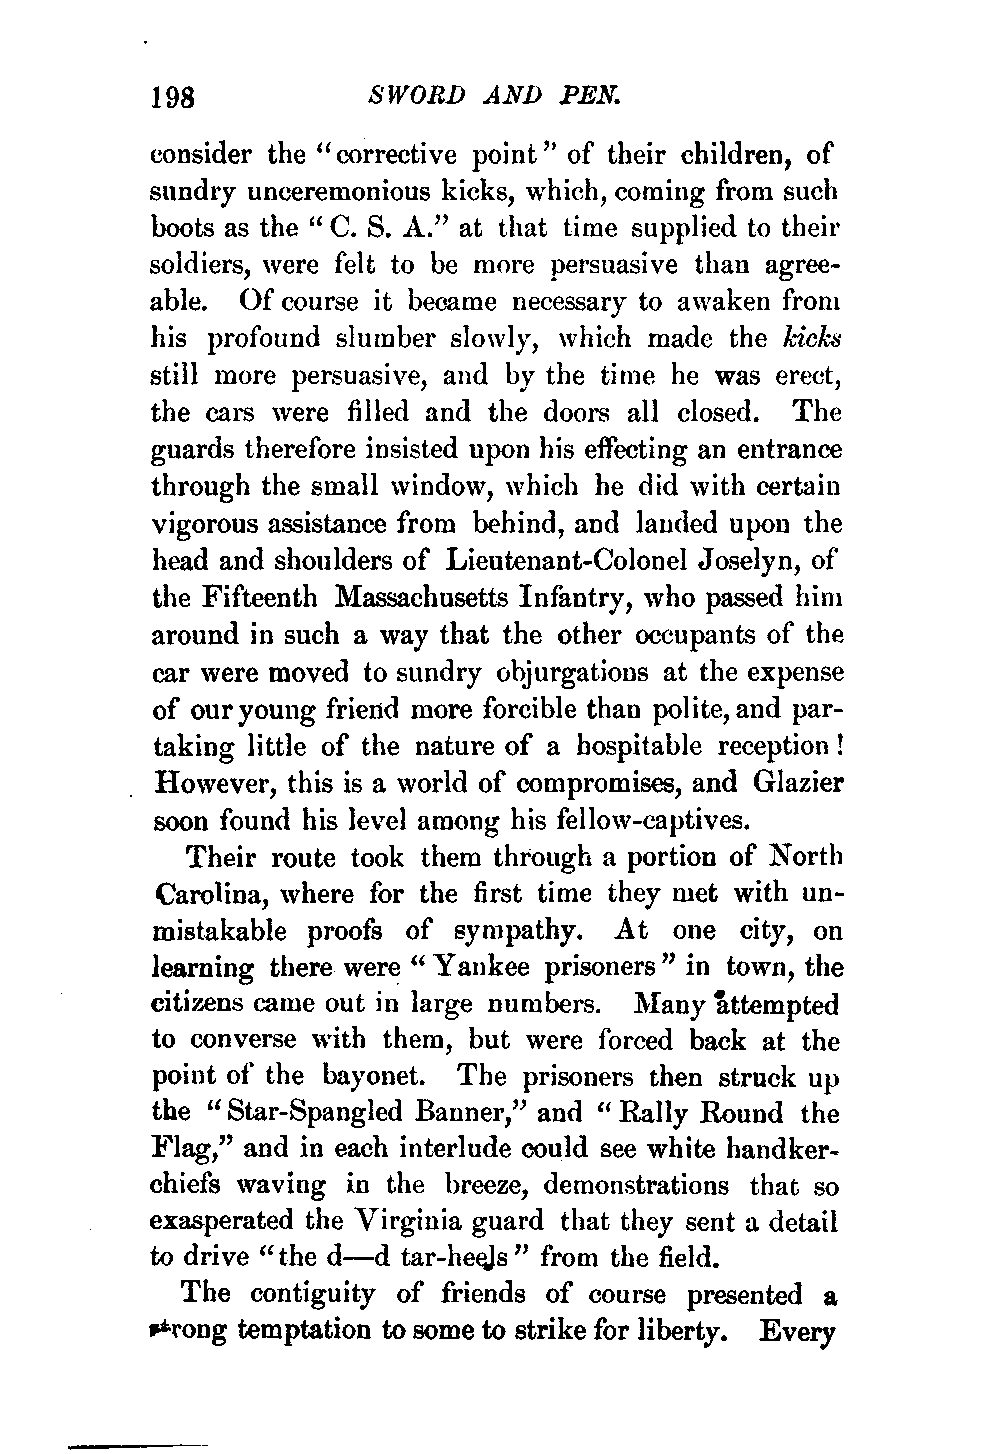 198 SWORD AND PEN.
consider the "corrective point" of their children, of
sundry unceremonious kicks, which, coming from such
boots as the "C. S. A." at that time supplied to their
soldiers, were felt to be more persuasive than agree-
able. Of course it became necessary to awaken from
his profound slumber slowly, which made the kicks
still more persuasive, and by the time he was erect,
the cars were filled and the doors all closed. The
guards therefore insisted upon his effecting an entrance
through the small window, which he did with certain
vigorous assistance from behind, and landed upon the
head and shoulders of Lieutenant-Colonel Joselyn, of
the Fifteenth Massachusetts Infantry, who passed him
around in such a way that the other occupants of the
car were moved to sundry objurgations at the expense
of our young friend more forcible than polite, and par-
taking little of the nature of a hospitable reception!
However, this is a world of compromises, and Glazier
soon found his level among his fellow-captives.
Their route took them through a portion of North
Carolina, where for the first time they met with un-
mistakable proofs of sympathy. At one city, on
learning there were "Yankee prisoners" in town, the
citizens came out in large numbers. Many attempted
to converse with them, but were forced back at the
point of the bayonet. The prisoners then struck up
the "Star-Spangled Banner," and "Rally Round the
Flag," and in each interlude could see white handker-
chiefs waving in the breeze, demonstrations that so
exasperated the Virginia guard that they sent a detail
to drive "the d—d tar-heels" from the field.
The contiguity of friends of course presented a
strong temptation to some to strike for liberty. Every